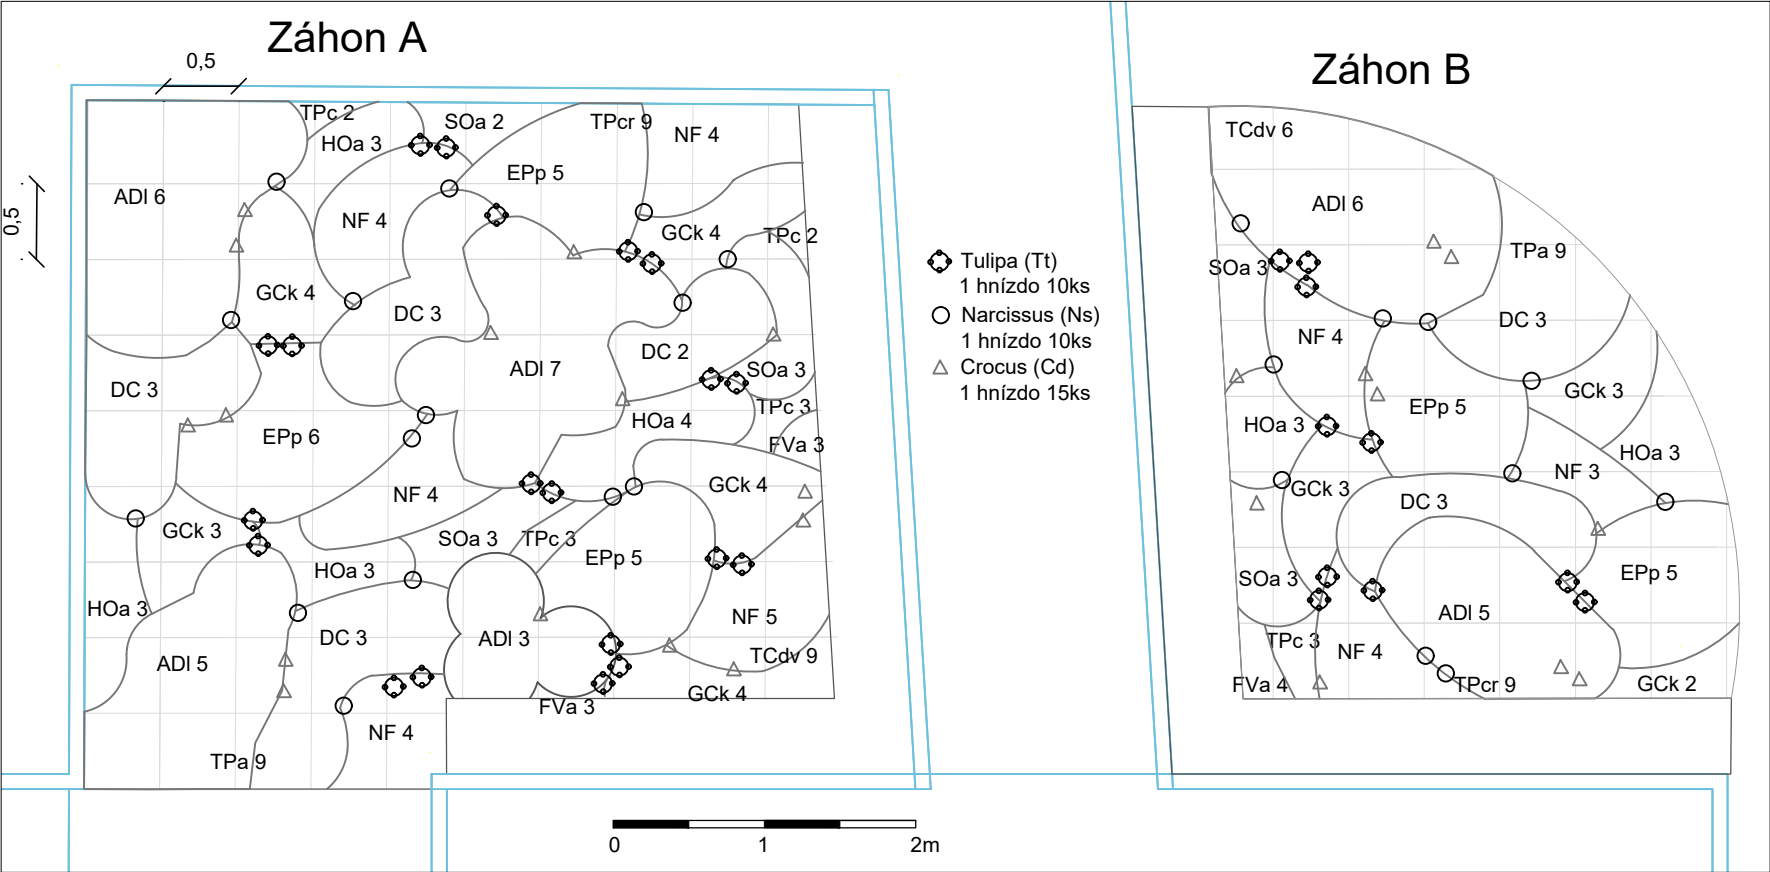 Záhon A
Záhon B
0,5
0,5
TPc 2
HOa 3
SOa 2
TPcr 9
NF 4
EPp 5
ADI 6
NF 4
GCk 4
TPc 2
GCk 4
DC 3
DC 2
ADI 7
SOa 3
DC 3
HOa 4
TPc 3
EPp 6
FVa 3
NF 4
GCk 4
GCk 3
SOa 3
TPc 3
EPp 5
HOa 3
HOa 3
NF 5
DC 3
ADI 3
ADI 5
TCdv 9
GCk 4
FVa 3
NF 4
TPa 9
Tulipa (Tt)
1 hnízdo 10ks
Narcissus (Ns)
1 hnízdo 10ks
Crocus (Cd)
1 hnízdo 15ks
TCdv 6
ADI 6
TPa 9
SOa 3
NF 4
DC 3
GCk 3
EPp 5
HOa 3
HOa 3
NF 3
GCk 3
DC 3
SOa 3
EPp 5
ADI 5
TPc 3
NF 4
FVa 4
TPcr 9
GCk 2
0 1 2m